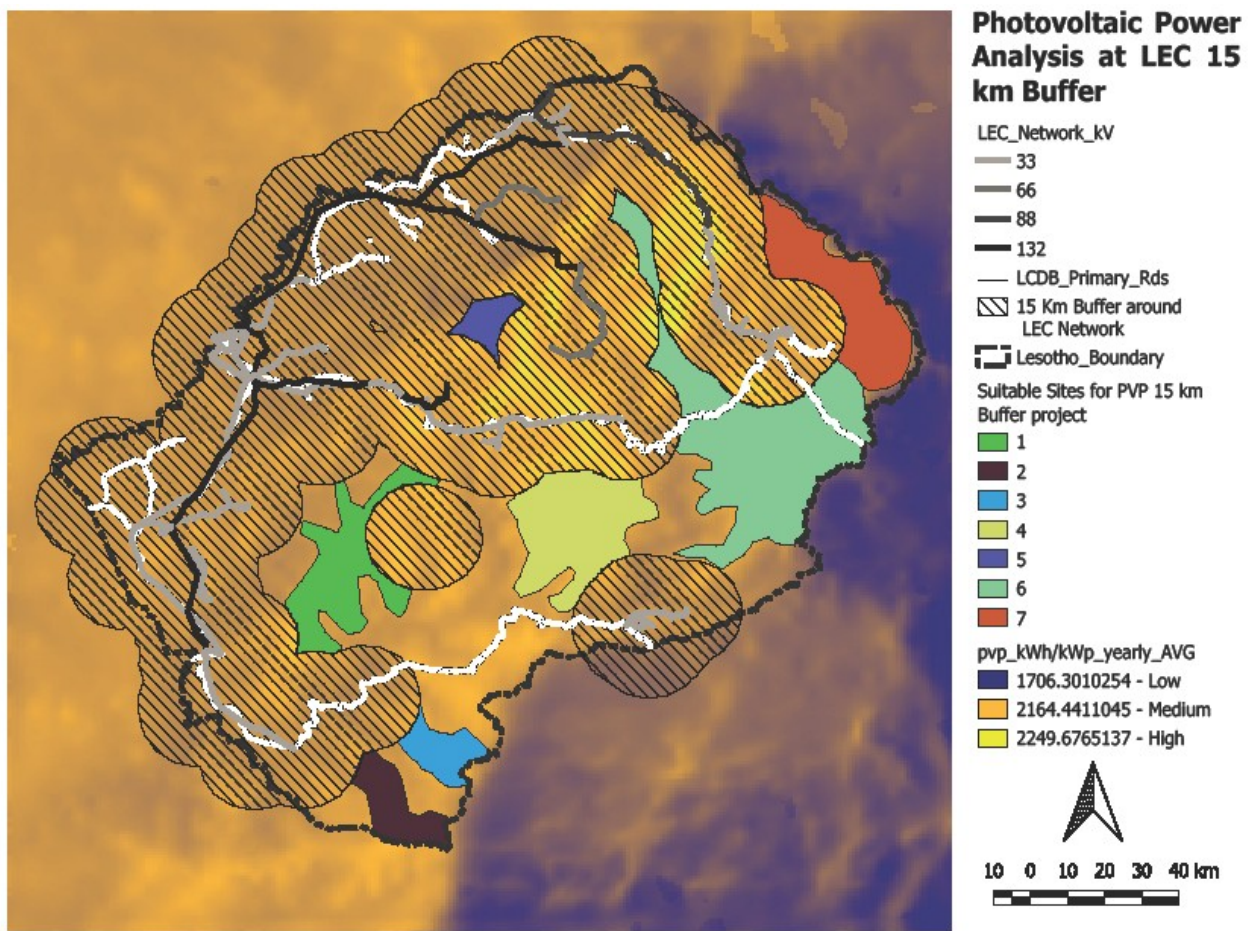 Photovoltaic Power
Analysis at LEC 15
km Buffer
LEC_Network_kV
33
66
88
132
LCDB_Primary_Rds
15 Km Buffer around
LEC Network
Lesotho_Boundary
Suitable Sites for PVP 15 km
Buffer project
1
2
3
4
5
6
7
pvp_kWh/kWp_yearly_AVG
1706.3010254 - Low
2164.4411045 - Medium
2249.6765137 - High
10 0 10 20 30 40 km